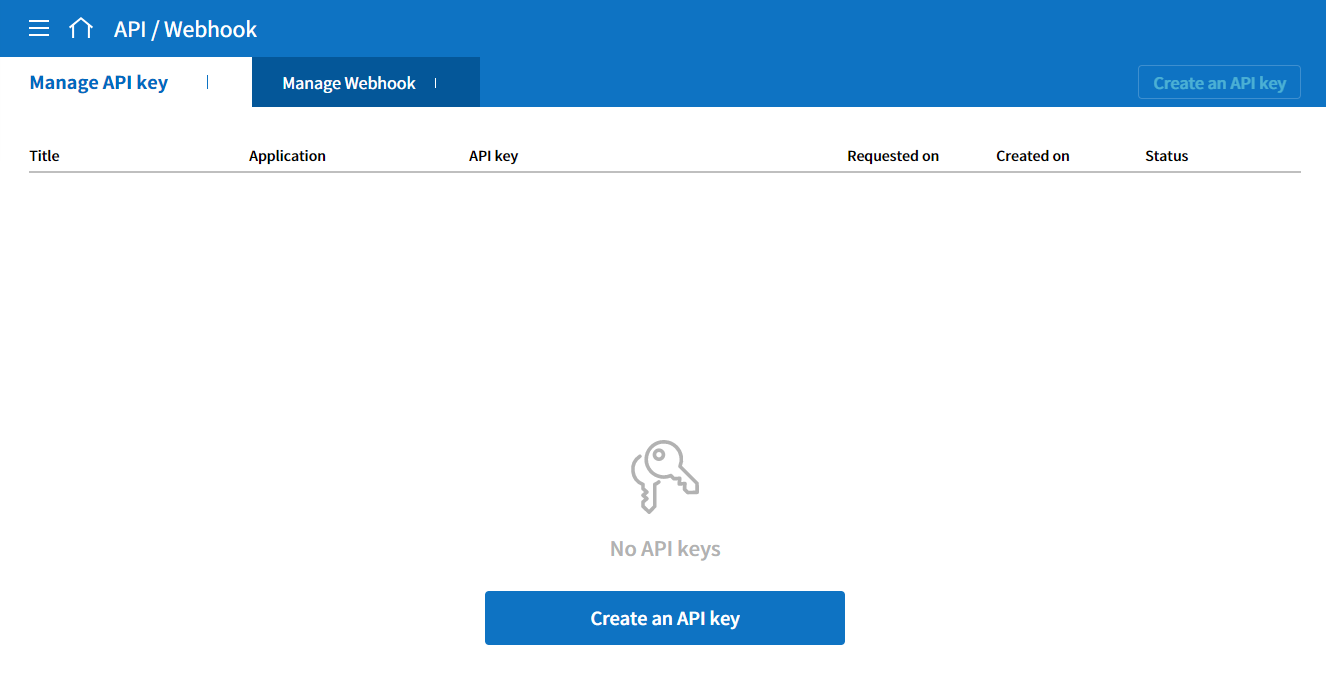 API / Webhook
Manage API key
Manage Webhook
Create an API key
Title Application API key Requested on Created on Status
No API keys
Create an API key